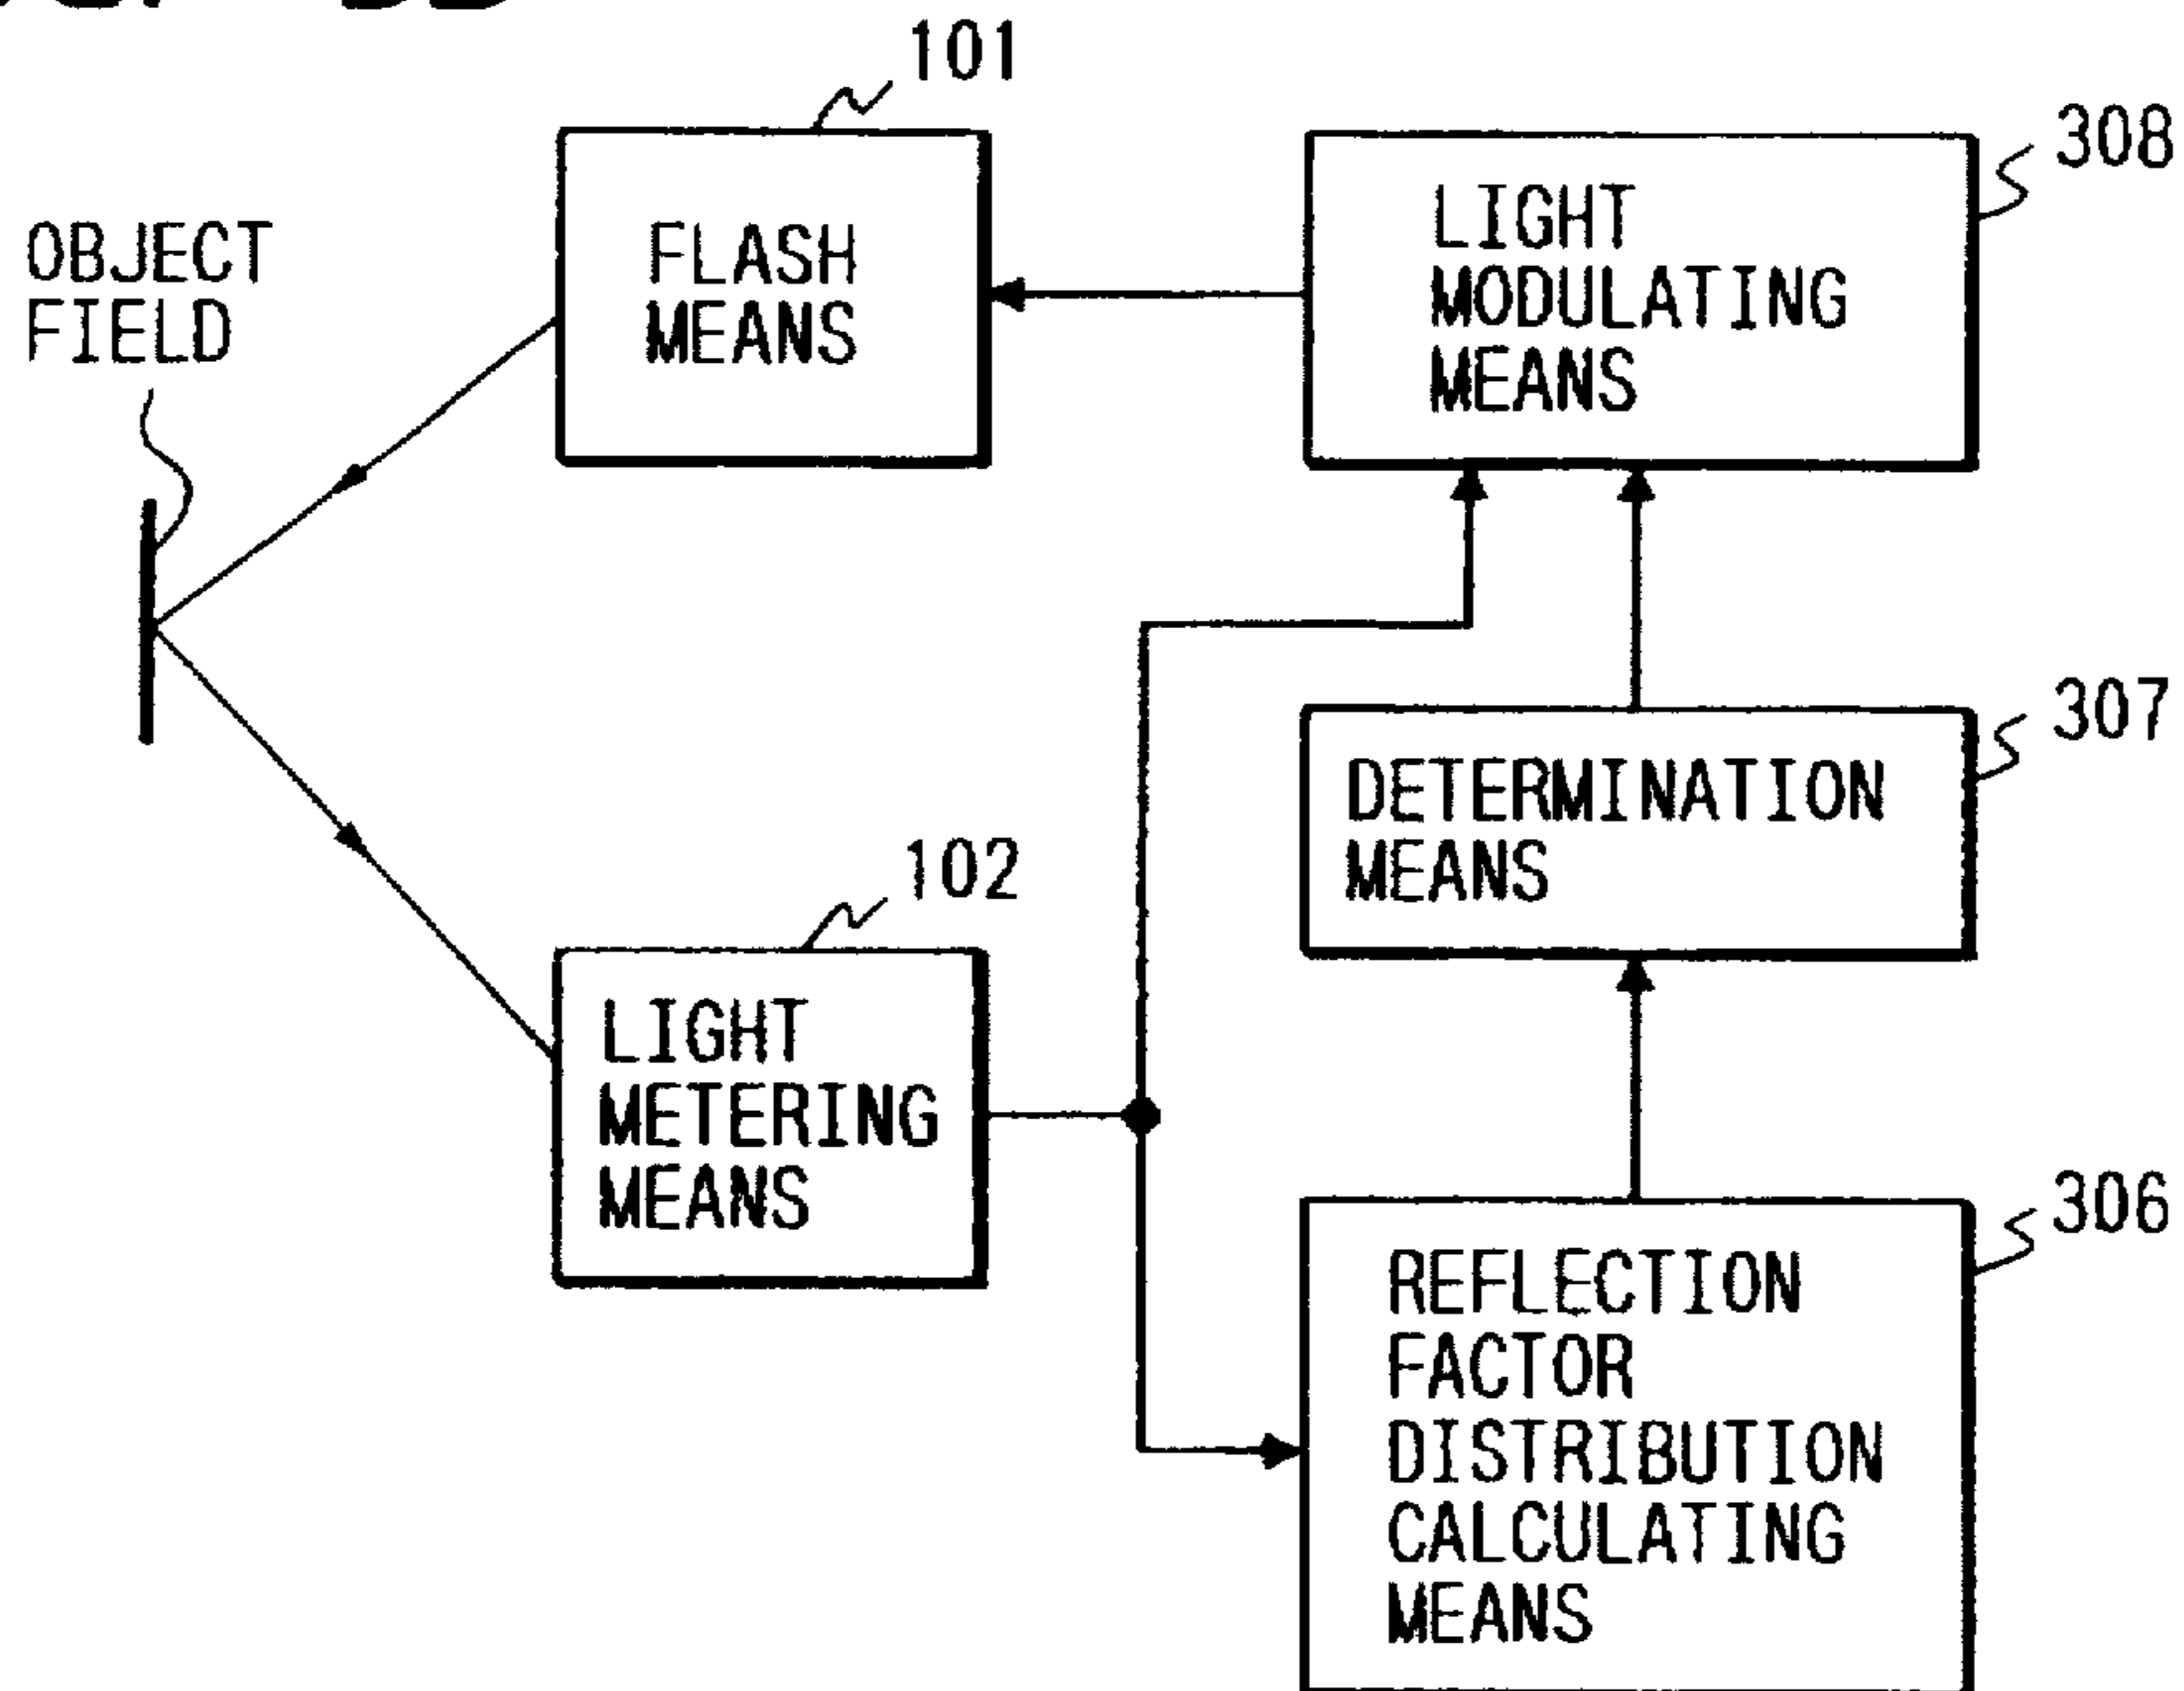 101
308
OBJECT
FIELD
FLASH
MEANS
LIGHT
MODULATING
MEANS
307
DETERMINATION
MEANS
102
LIGHT
METERING
MEANS
306
REFLECTION
FACTOR
DISTRIBUTION
CALCULATING
MEANS